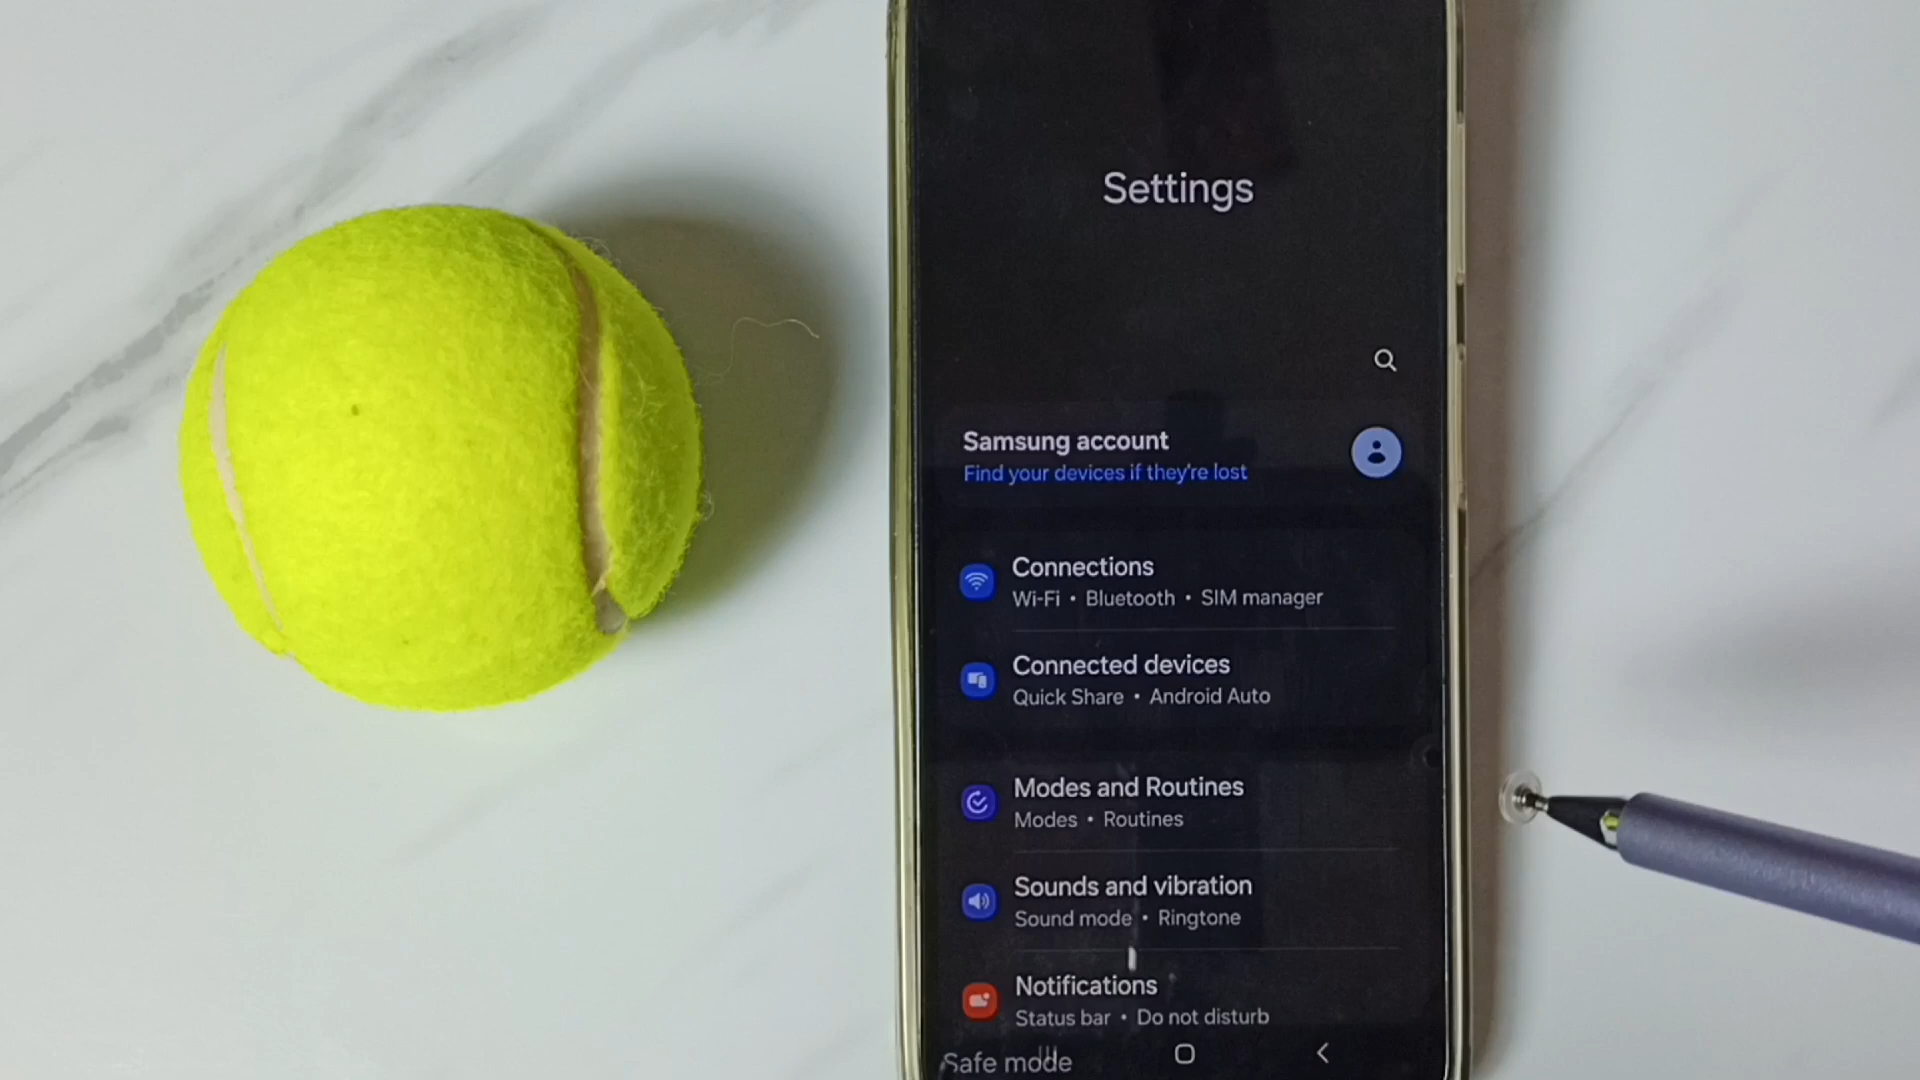 Settings
Samsung account
Find your devices if they're lost
Connections
Wi-Fi • Bluetooth • SIM manager
Connected devices
Quick Share • Android Auto
Modes and Routines
Modes • Routines
Sounds and vibration
Sound mode • Ringtone
Notifications
Status bar • Do not disturb
Safe mode